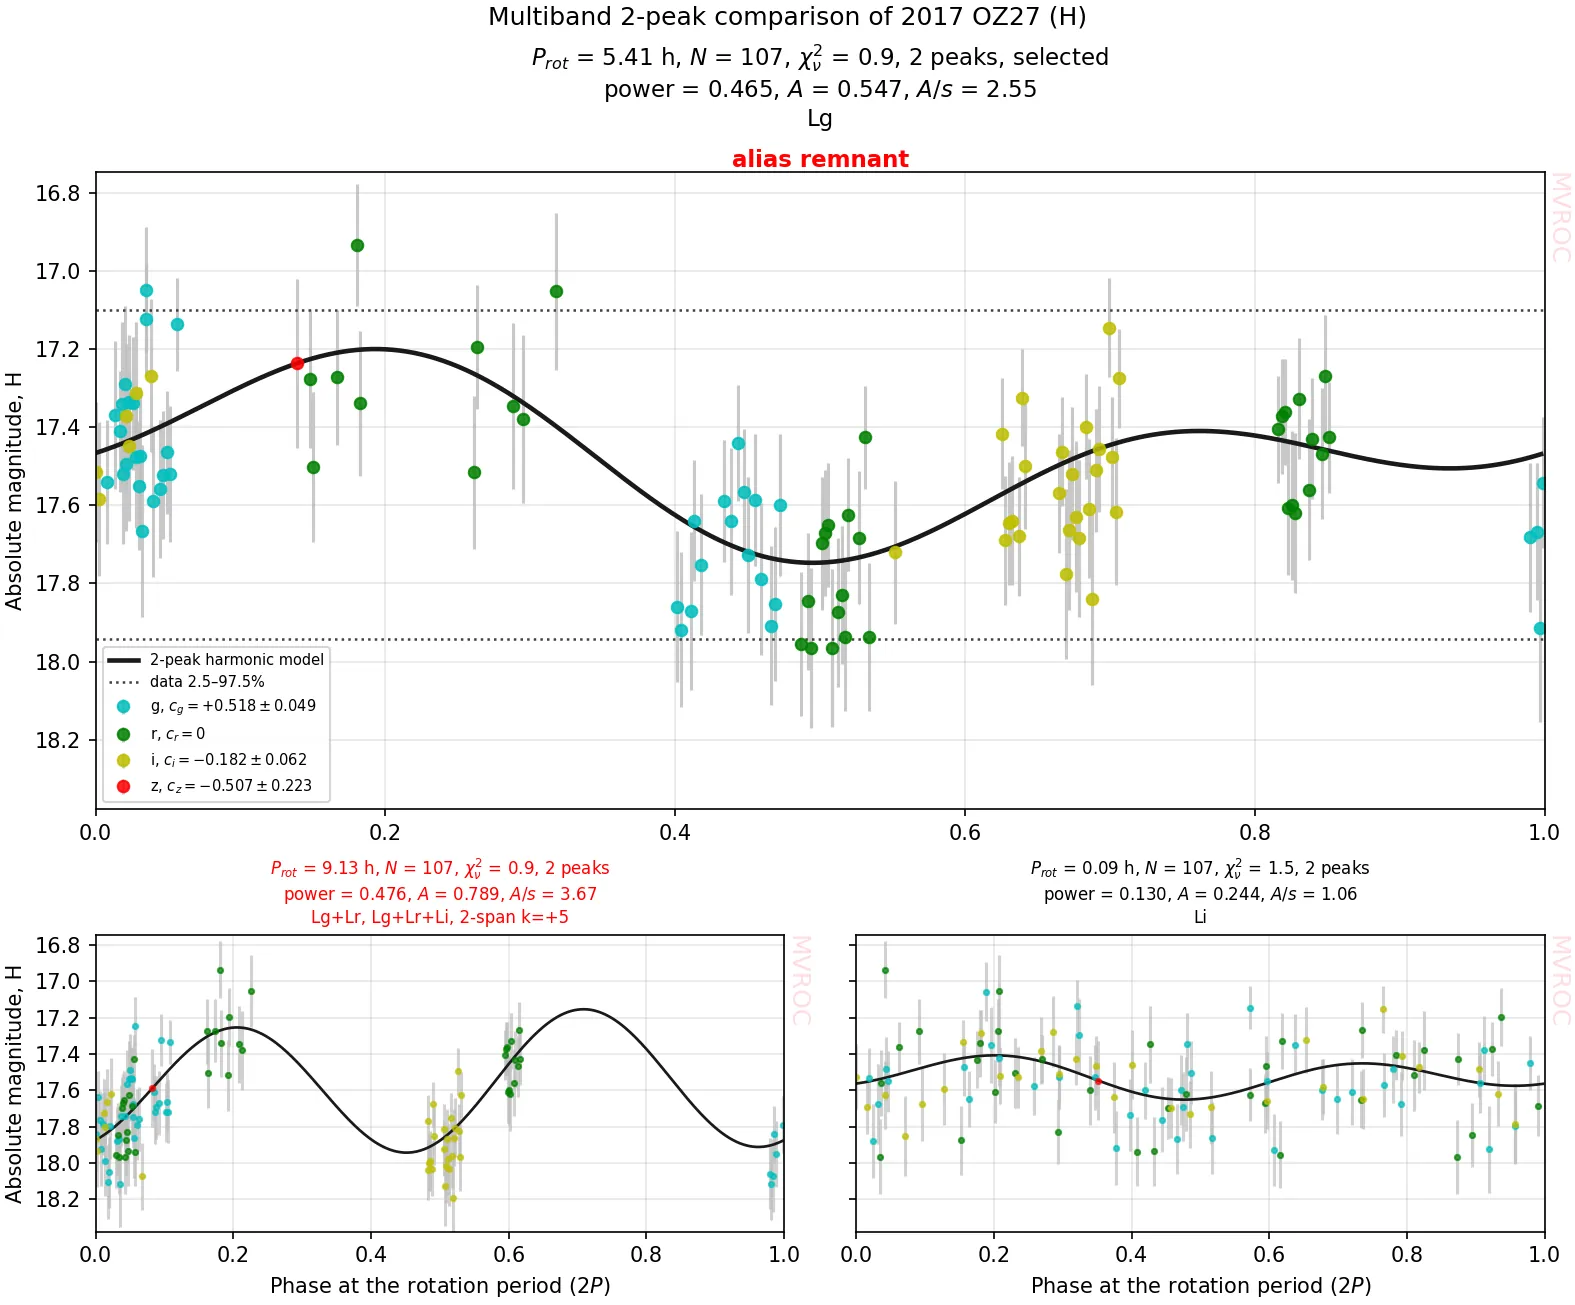 Multiband 2-peak comparison of 2017 OZ27 (H)
P_rot = 5.41 h, N = 107, χ²_ν = 0.9, 2 peaks, selected
power = 0.465, A = 0.547, A/s = 2.55
Lg
alias remnant
MVROC
Absolute magnitude, H
16.8
17.0
17.2
17.4
17.6
17.8
18.0
18.2
2-peak harmonic model
data 2.5–97.5%
g, c_g = +0.518 ± 0.049
r, c_r = 0
i, c_i = −0.182 ± 0.062
z, c_z = −0.507 ± 0.223
0.0 0.2 0.4 0.6 0.8 1.0
P_rot = 9.13 h, N = 107, χ²_ν = 0.9, 2 peaks
power = 0.476, A = 0.789, A/s = 3.67
Lg+Lr, Lg+Lr+Li, 2-span k=+5
MVROC
Absolute magnitude, H
16.8
17.0
17.2
17.4
17.6
17.8
18.0
18.2
0.0 0.2 0.4 0.6 0.8 1.0
Phase at the rotation period (2P)
P_rot = 0.09 h, N = 107, χ²_ν = 1.5, 2 peaks
power = 0.130, A = 0.244, A/s = 1.06
Li
MVROC
0.0 0.2 0.4 0.6 0.8 1.0
Phase at the rotation period (2P)